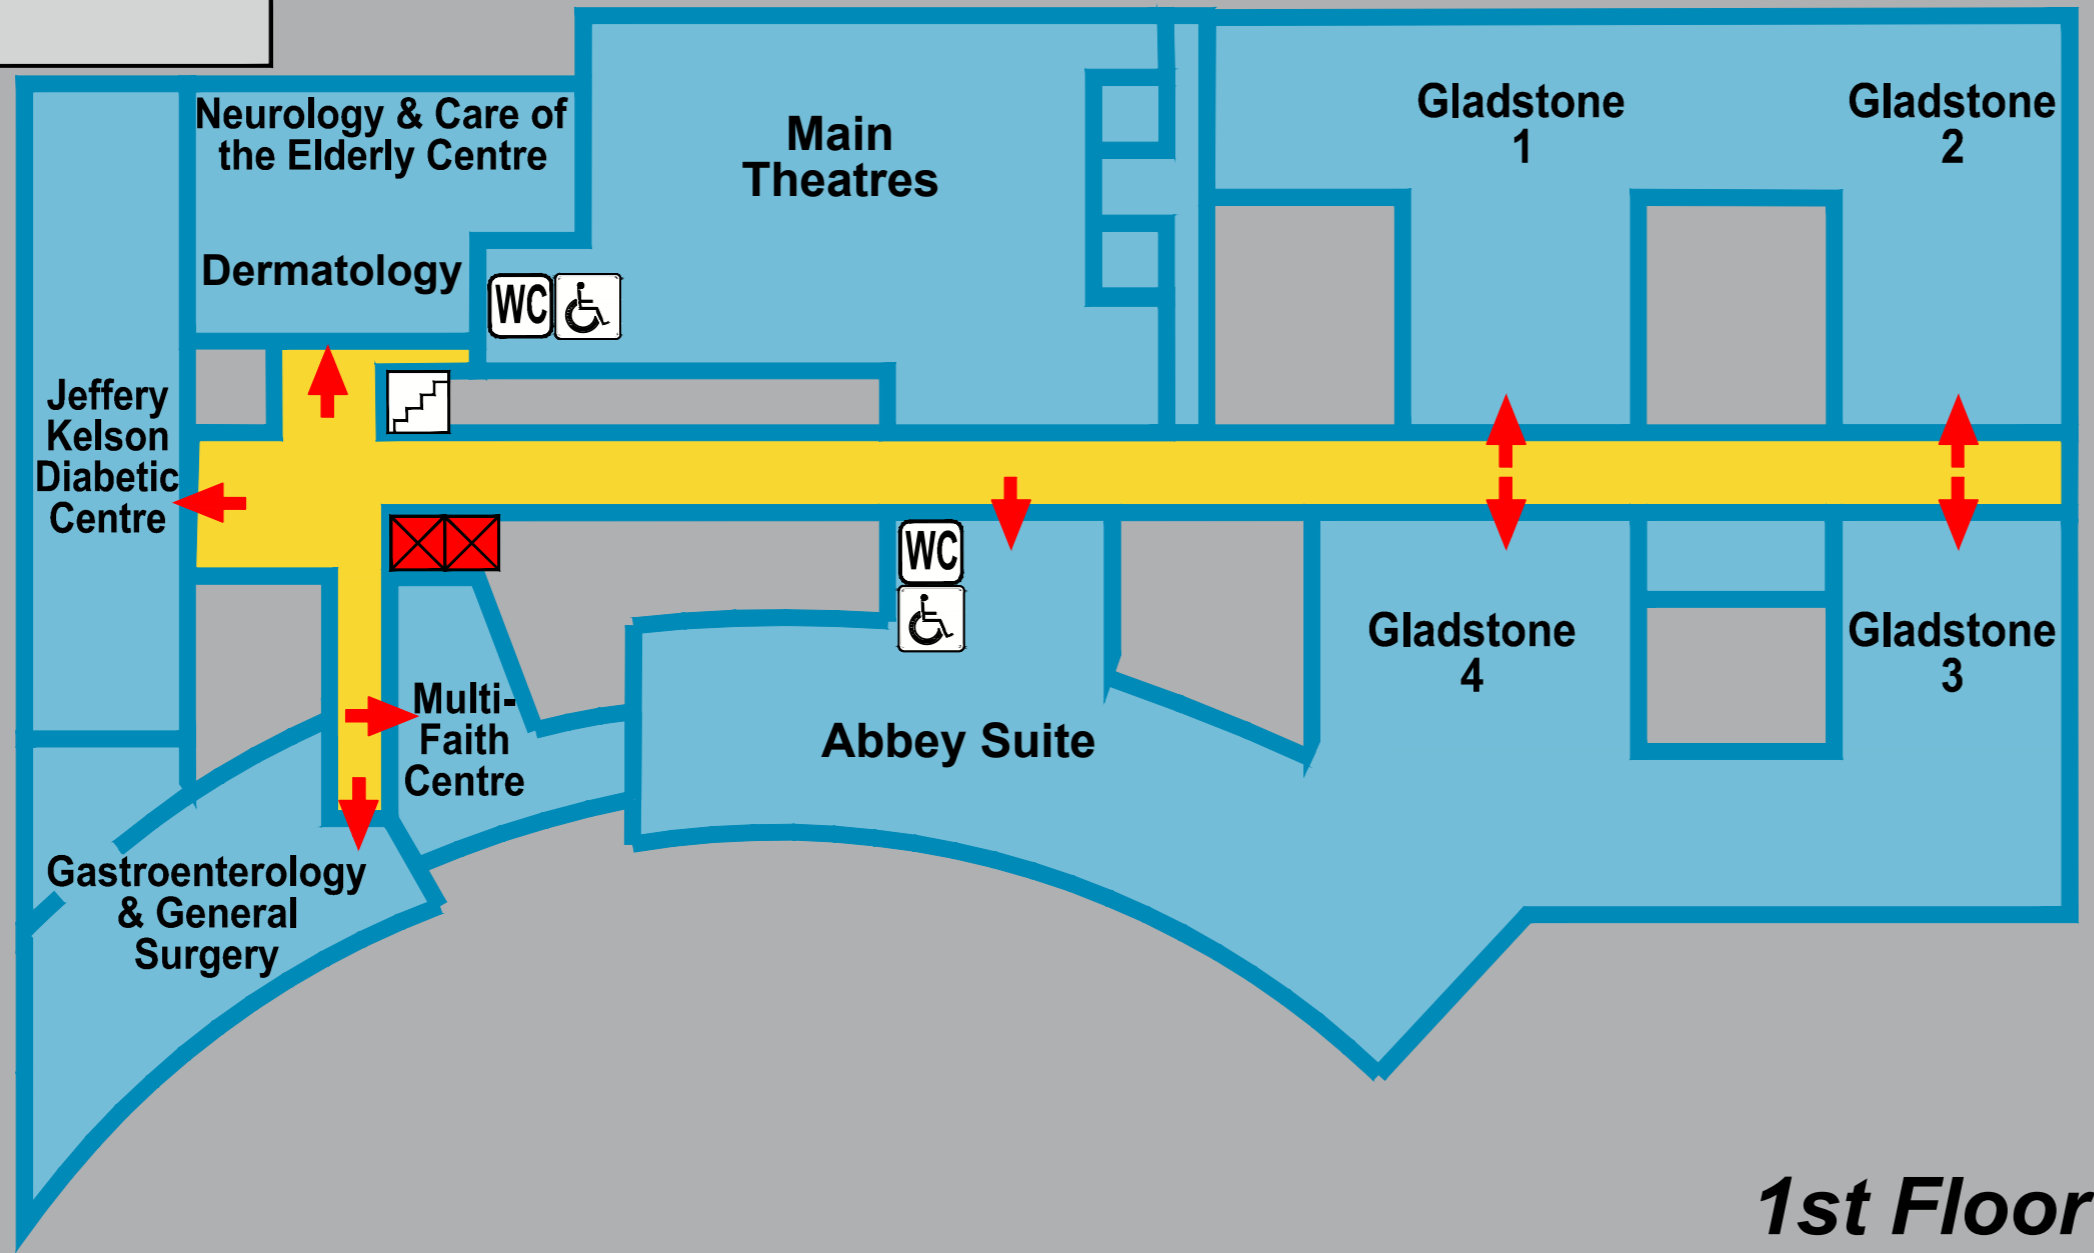 Neurology & Care of
the Elderly Centre
Main
Theatres
Gladstone
1
Gladstone
2
Dermatology
WC
Jeffery
Kelson
Diabetic
Centre
WC
Gladstone
4
Gladstone
3
Multi-
Faith
Centre
Abbey Suite
Gastroenterology
& General
Surgery
1st Floor